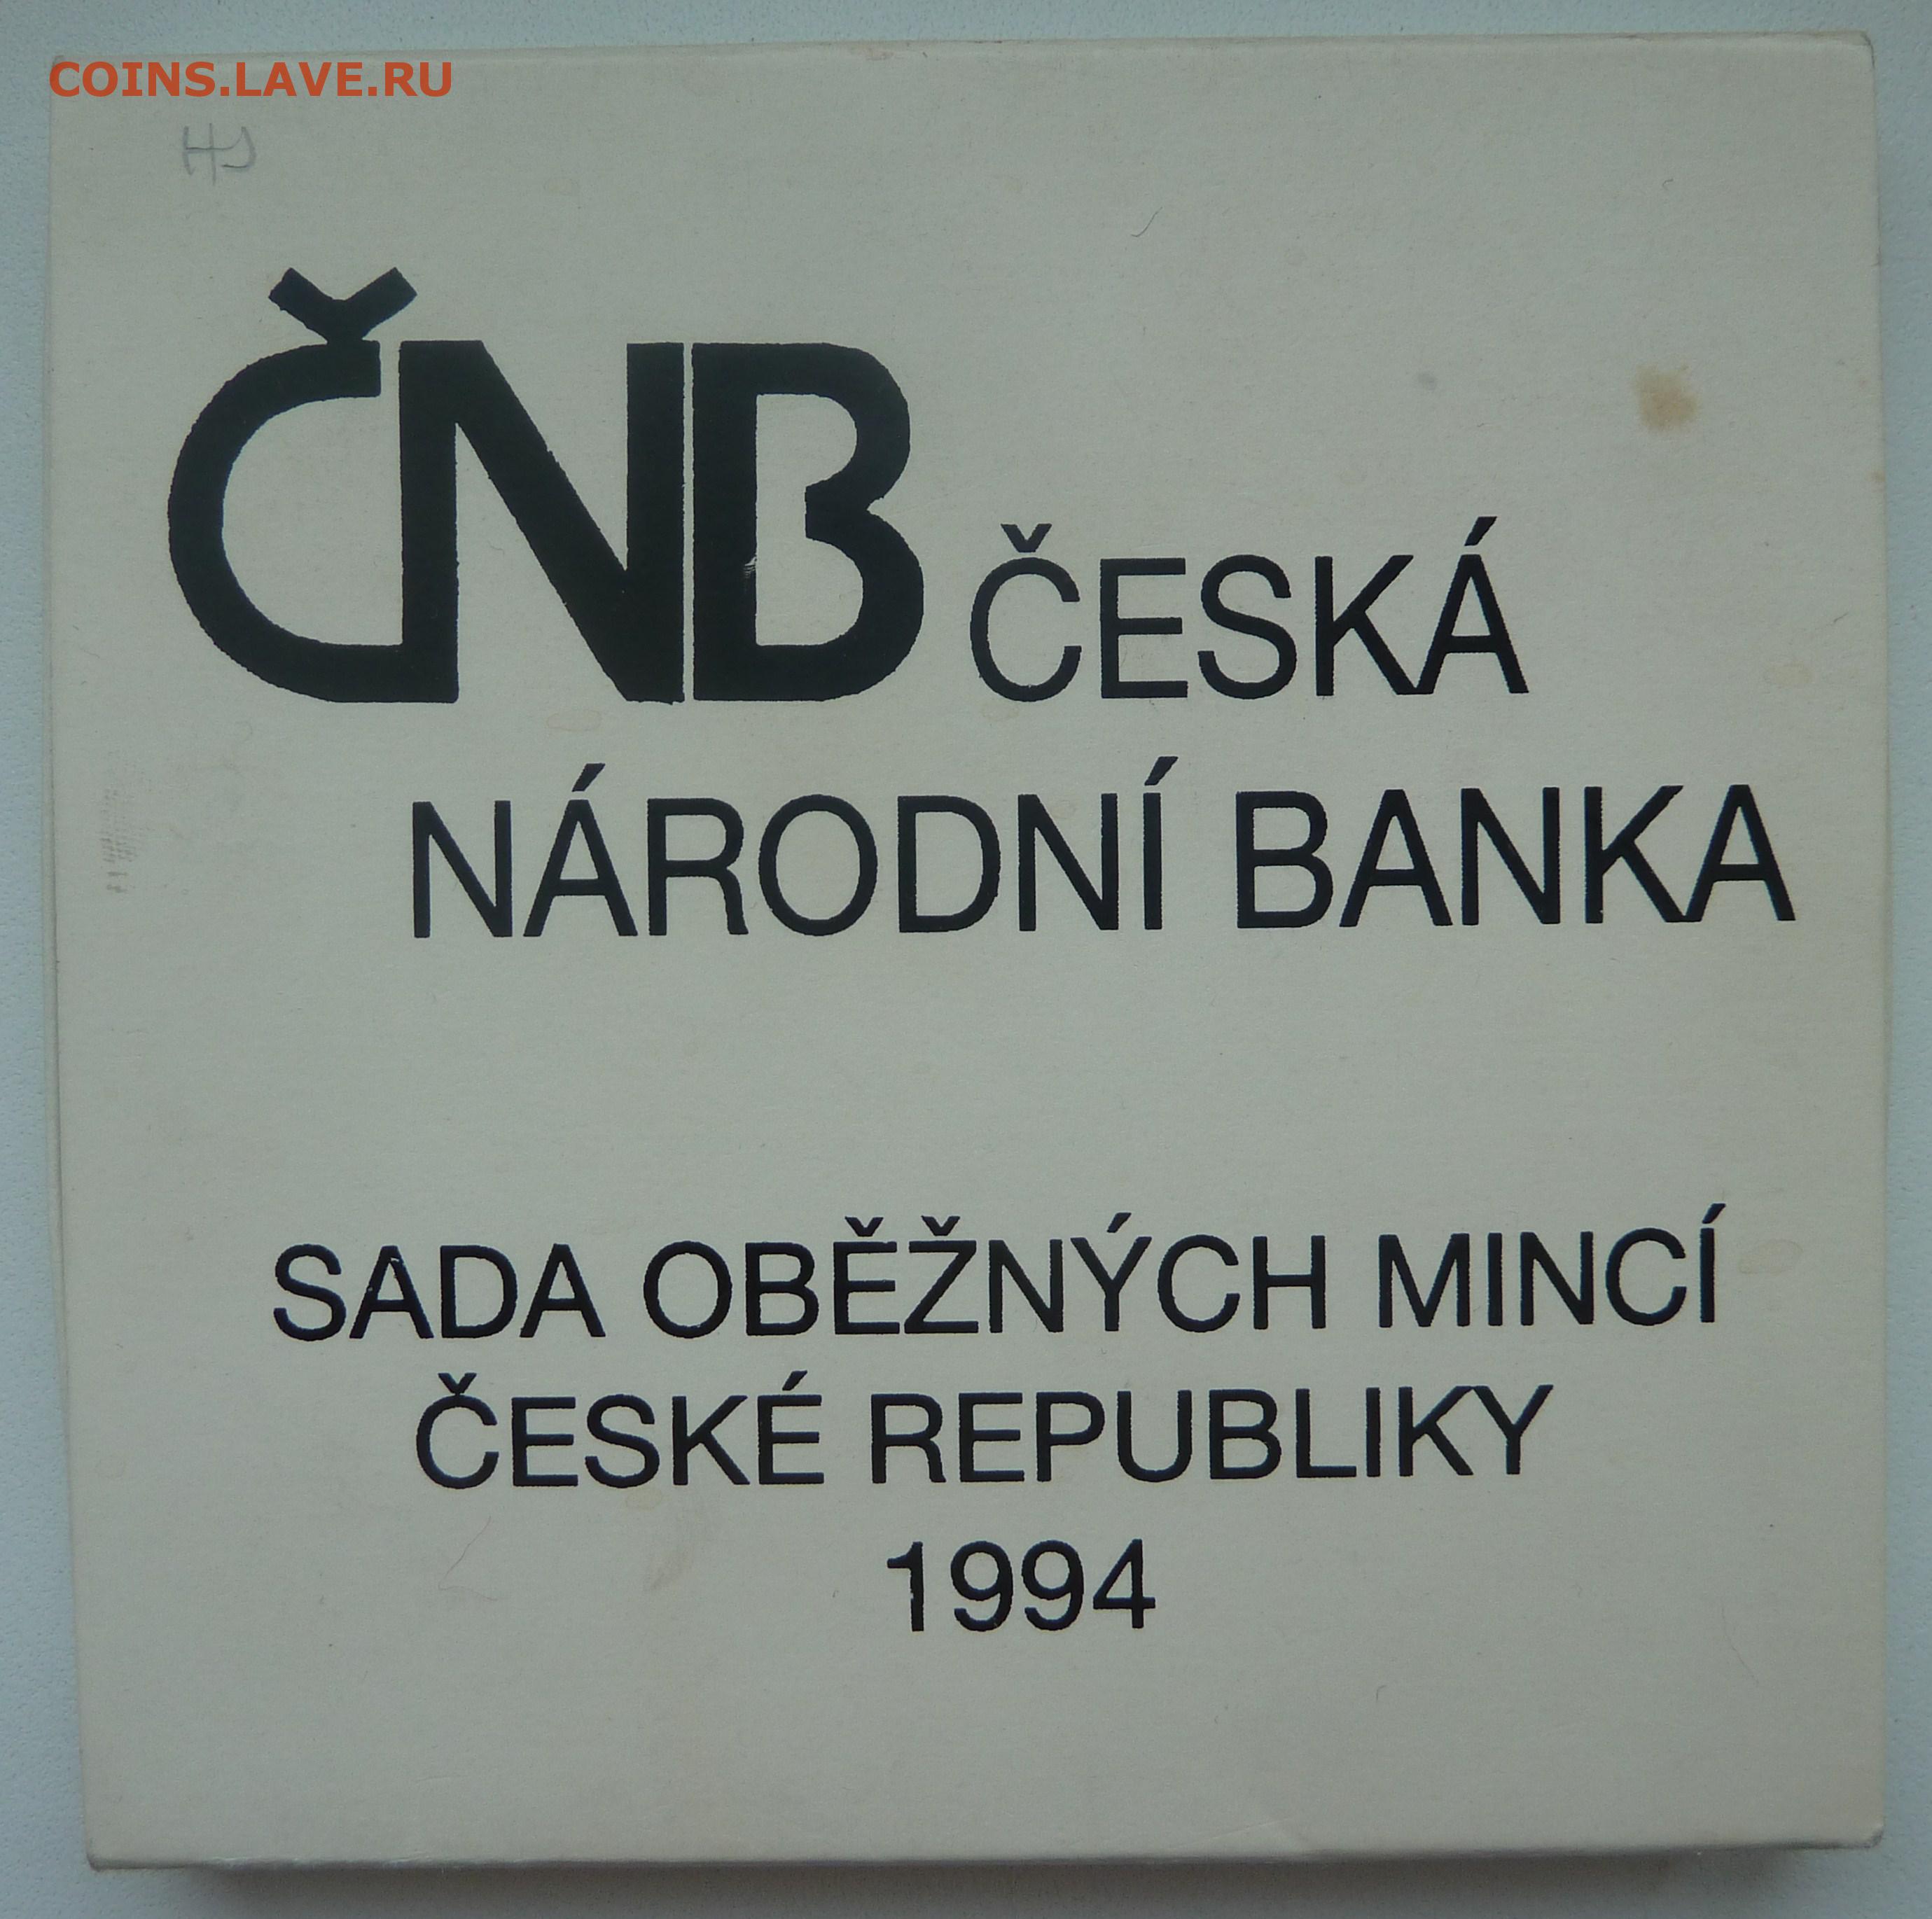 COINS.LAVE.RU
ČNB ČESKÁ
NÁRODNÍ BANKA
SADA OBĚŽNÝCH MINCÍ
ČESKÉ REPUBLIKY
1994